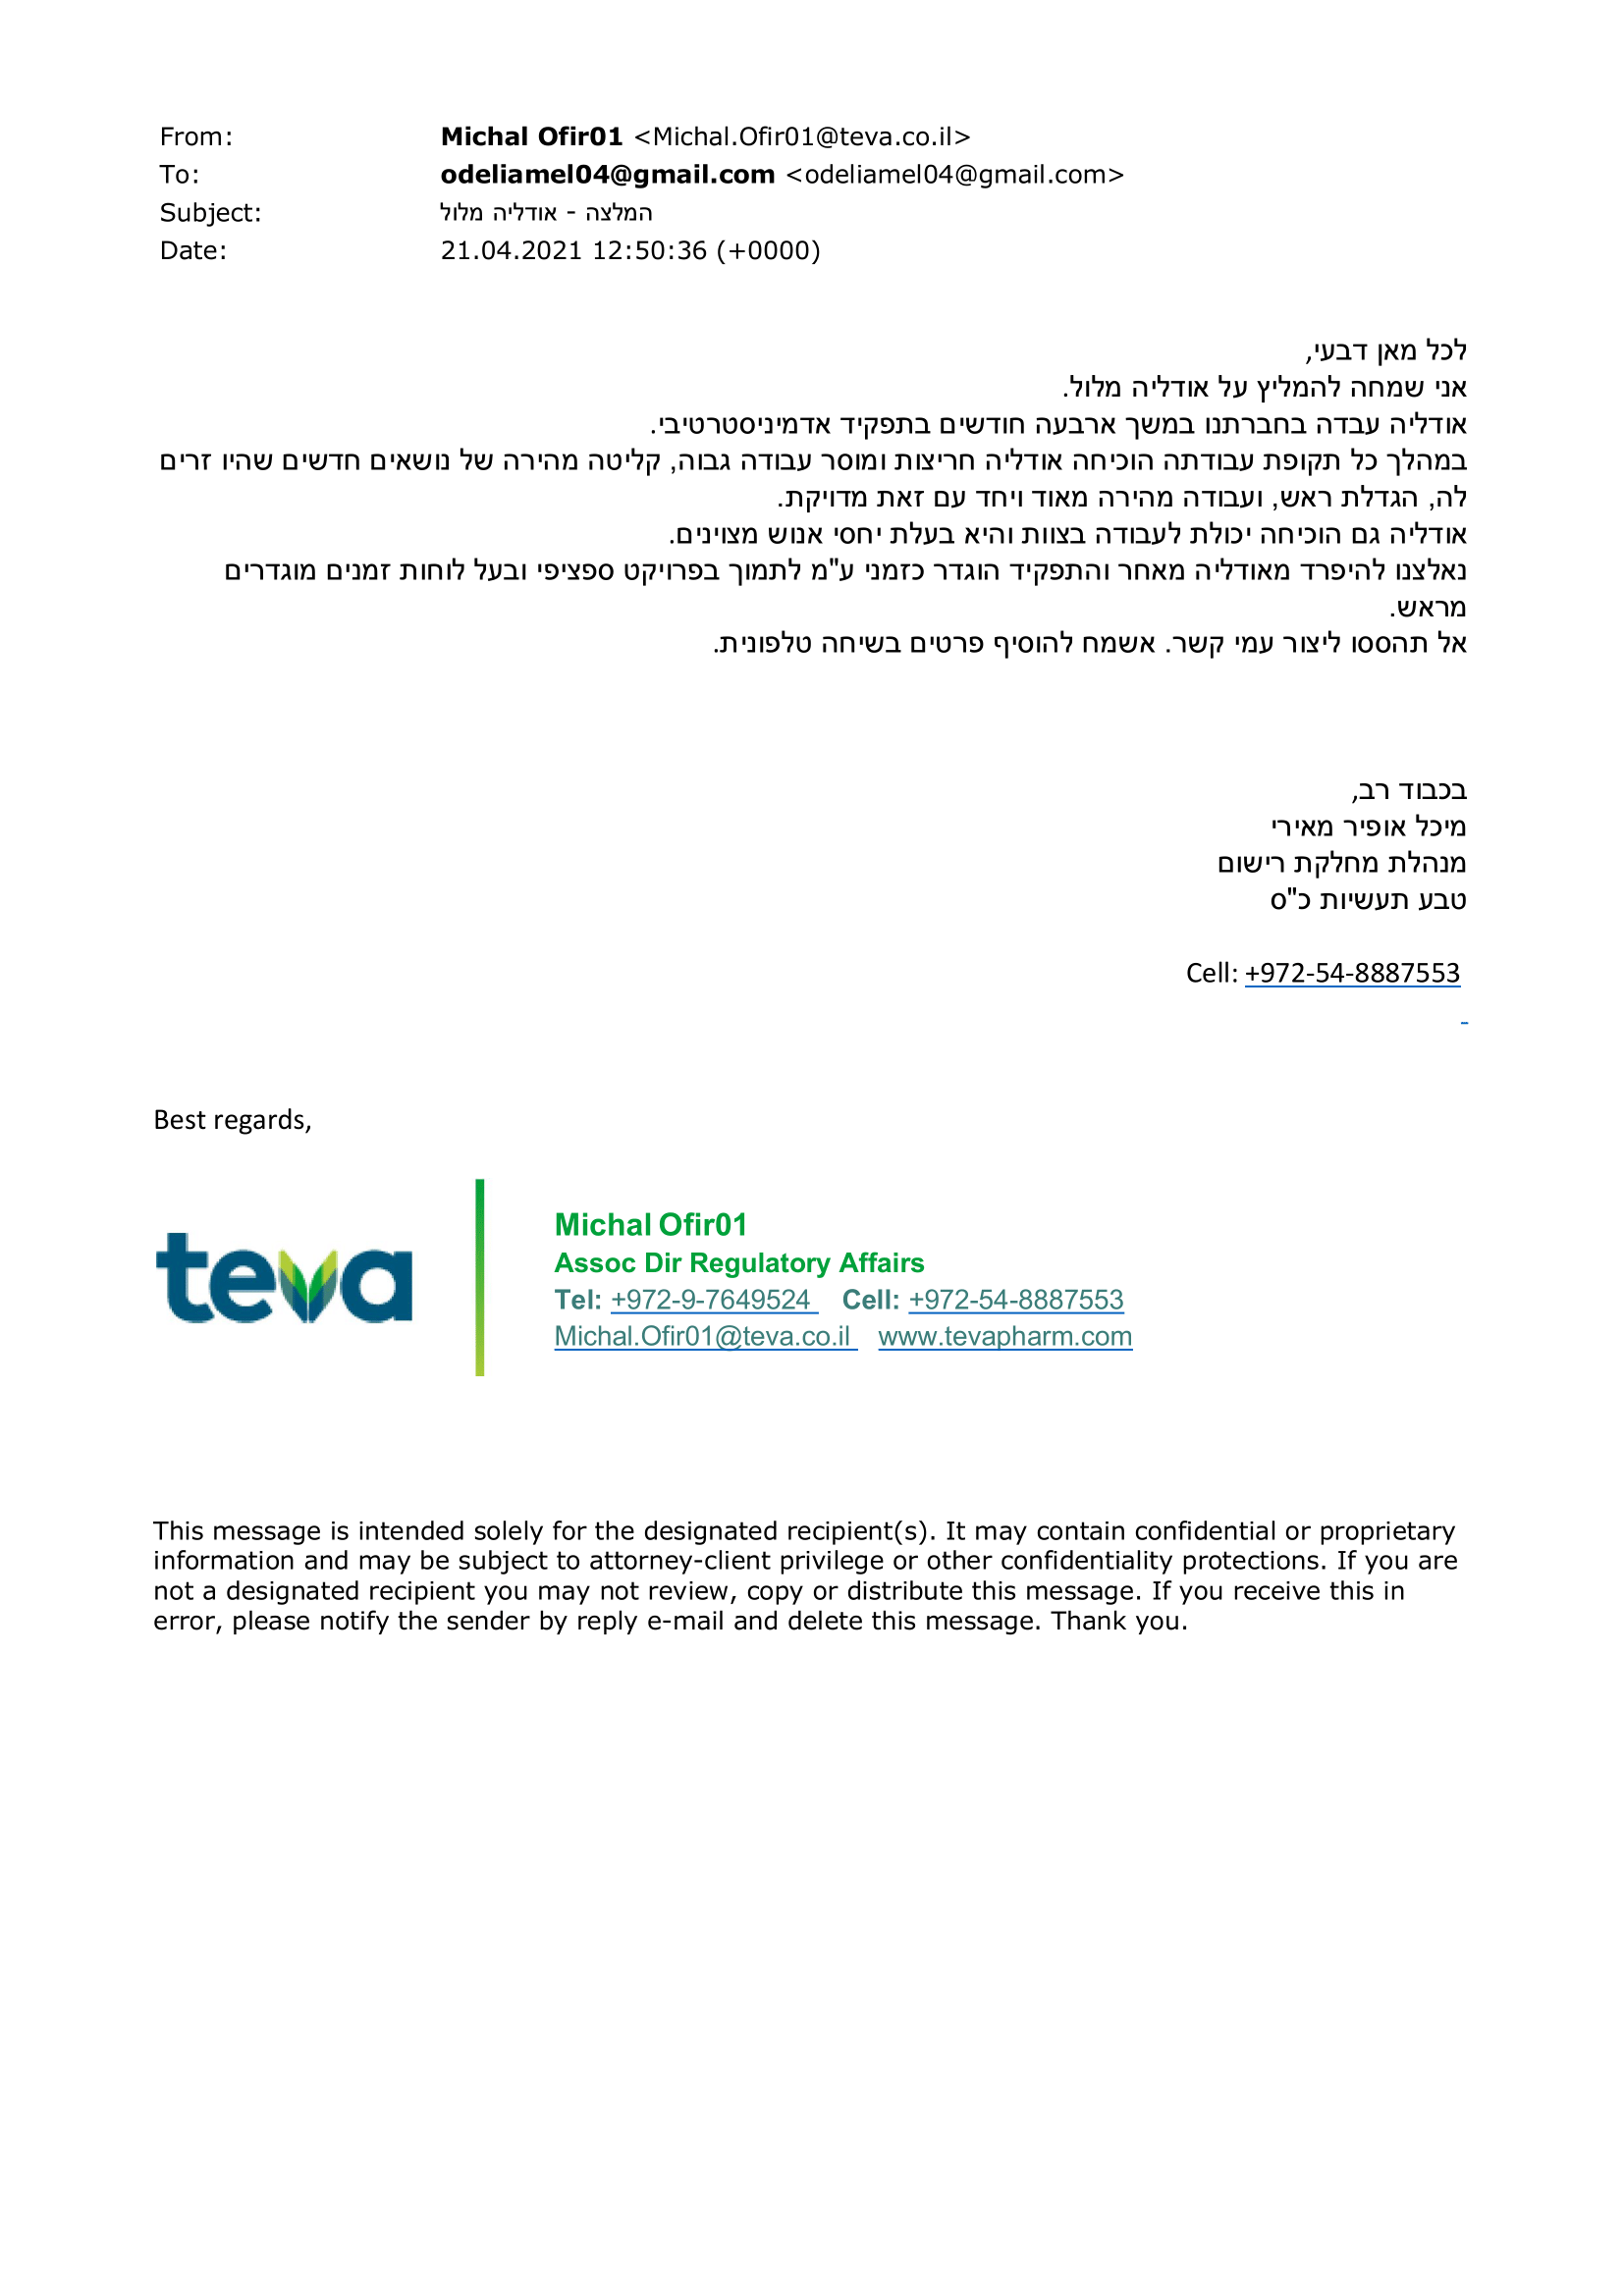 From: Michal Ofir01 <Michal.Ofir01@teva.co.il>
To: odeliamel04@gmail.com <odeliamel04@gmail.com>
Subject: המלצה - אודליה מלול
Date: 21.04.2021 12:50:36 (+0000)
לכל מאן דבעי,
אני שמחה להמליץ על אודליה מלול.
אודליה עבדה בחברתנו במשך ארבעה חודשים בתפקיד אדמיניסטרטיבי.
במהלך כל תקופת עבודתה הוכיחה אודליה חריצות ומוסר עבודה גבוה, קליטה מהירה של נושאים חדשים שהיו זרים
לה, הגדלת ראש, ועבודה מהירה מאוד ויחד עם זאת מדויקת.
אודליה גם הוכיחה יכולת לעבודה בצוות והיא בעלת יחסי אנוש מצוינים.
נאלצנו להיפרד מאודליה מאחר והתפקיד הוגדר כזמני ע"מ לתמוך בפרויקט ספציפי ובעל לוחות זמנים מוגדרים
מראש.
אל תהססו ליצור עמי קשר. אשמח להוסיף פרטים בשיחה טלפונית.
בכבוד רב,
מיכל אופיר מאירי
מנהלת מחלקת רישום
טבע תעשיות כ"ס
Cell: +972-54-8887553
Best regards,
teva
Michal Ofir01
Assoc Dir Regulatory Affairs
Tel: +972-9-7649524 Cell: +972-54-8887553
Michal.Ofir01@teva.co.il www.tevapharm.com
This message is intended solely for the designated recipient(s). It may contain confidential or proprietary
information and may be subject to attorney-client privilege or other confidentiality protections. If you are
not a designated recipient you may not review, copy or distribute this message. If you receive this in
error, please notify the sender by reply e-mail and delete this message. Thank you.